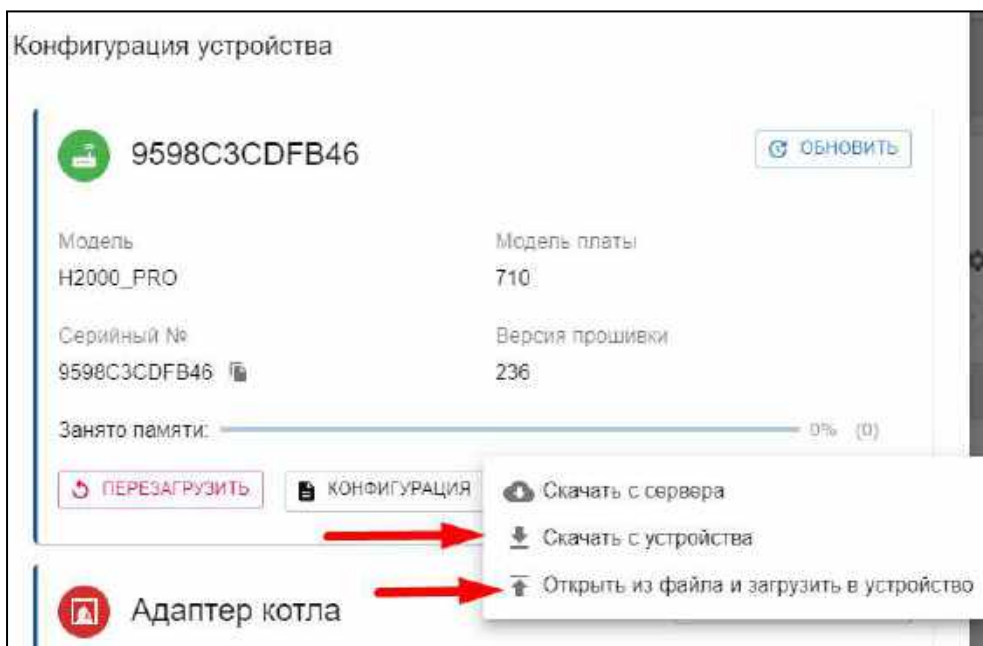 Конфигурация устройства
9598C3CDFB46
ОБНОВИТЬ
Модель
Модель платы
H2000_PRO
710
Серийный №
Версия прошивки
9598C3CDFB46
236
Занято памяти:
0% (0)
ПЕРЕЗАГРУЗИТЬ
КОНФИГУРАЦИЯ
Скачать с сервера
Скачать с устройства
Открыть из файла и загрузить в устройство
Адаптер котла